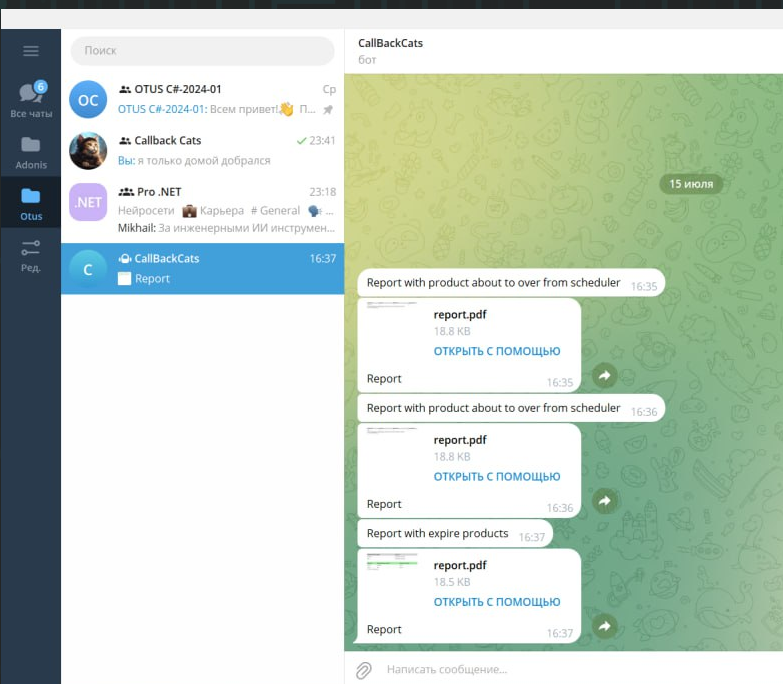 Поиск
6
Все чаты
Adonis
Otus
Ред.
OC
OTUS C#-2024-01
Ср
OTUS C#-2024-01: Всем привет!👋 П...
Callback Cats
23:41
Вы: я только домой добрался
.NET
Pro .NET
23:18
Нейросети 💼 Карьера # General 🗣 ...
Mikhail: За инженерными ИИ инструмен...
C
CallBackCats
16:37
Report
CallBackCats
бот
15 июля
Report with product about to over from scheduler 16:35
report.pdf
18.8 KB
ОТКРЫТЬ С ПОМОЩЬЮ
Report
16:35
Report with product about to over from scheduler 16:36
report.pdf
18.8 KB
ОТКРЫТЬ С ПОМОЩЬЮ
Report
16:36
Report with expire products 16:37
report.pdf
18.5 KB
ОТКРЫТЬ С ПОМОЩЬЮ
Report
16:37
Написать сообщение...